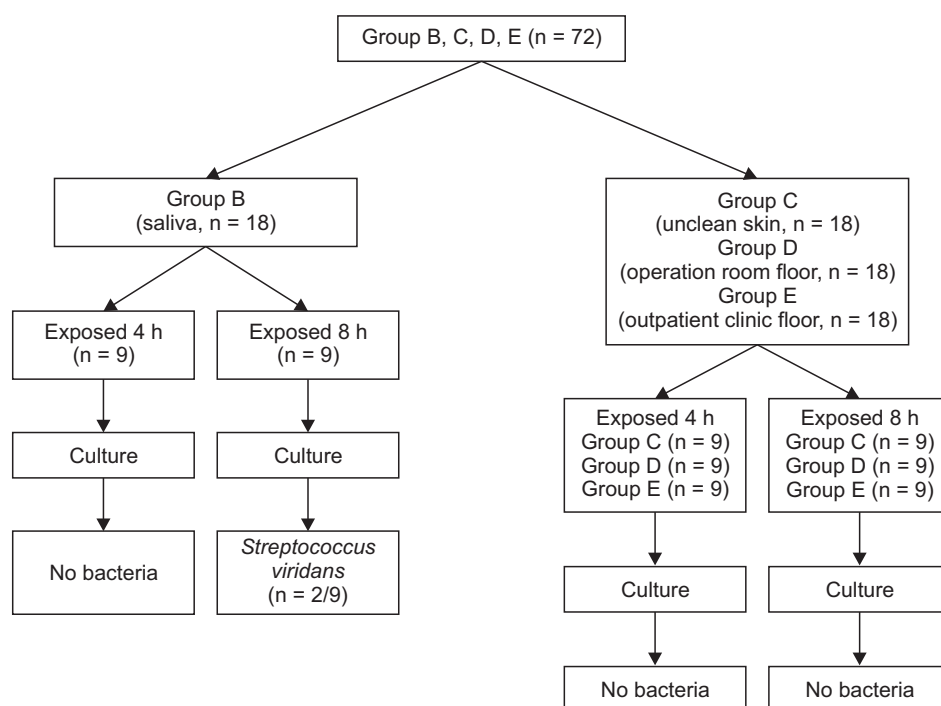 Group B, C, D, E (n = 72)
Group B
(saliva, n = 18)
Group C
(unclean skin, n = 18)
Group D
(operation room floor, n = 18)
Group E
(outpatient clinic floor, n = 18)
Exposed 4 h
(n = 9)
Exposed 8 h
(n = 9)
Culture
Culture
No bacteria
Streptococcus
viridans
(n = 2/9)
Exposed 4 h
Group C (n = 9)
Group D (n = 9)
Group E (n = 9)
Exposed 8 h
Group C (n = 9)
Group D (n = 9)
Group E (n = 9)
Culture
Culture
No bacteria
No bacteria